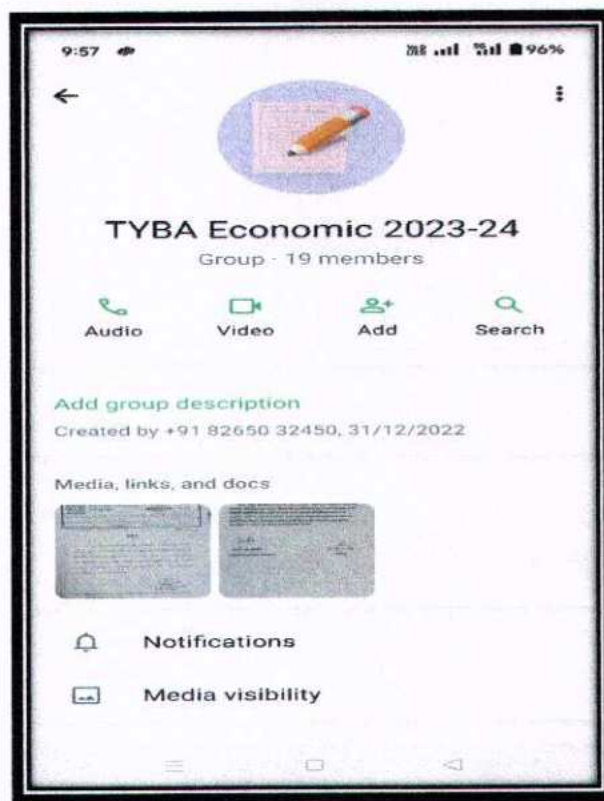 9:57 96%
TYBA Economic 2023-24
Group · 19 members
Audio Video Add Search
Add group description
Created by +91 82650 32450, 31/12/2022
Media, links, and docs
Notifications
Media visibility